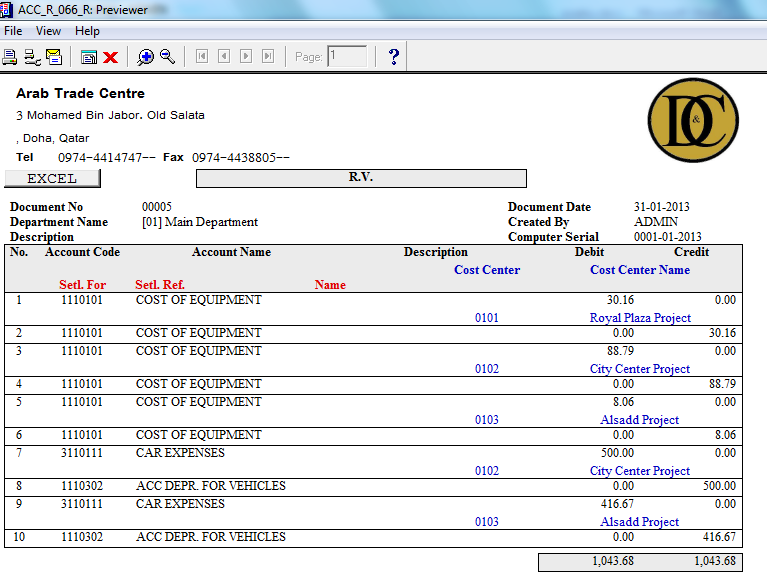 ACC_R_066_R: Previewer
File View Help
Page: 1 ?
Arab Trade Centre
3 Mohamed Bin Jabor. Old Salata
, Doha, Qatar
Tel 0974-4414747-- Fax 0974-4438805--
D&C
EXCEL R.V.
Document No 00005 Document Date 31-01-2013
Department Name [01] Main Department Created By ADMIN
Description Computer Serial 0001-01-2013
No. Account Code Account Name Description Debit Credit
Cost Center Cost Center Name
Setl. For Setl. Ref. Name
1 1110101 COST OF EQUIPMENT 30.16 0.00
0101 Royal Plaza Project
2 1110101 COST OF EQUIPMENT 0.00 30.16
3 1110101 COST OF EQUIPMENT 88.79 0.00
0102 City Center Project
4 1110101 COST OF EQUIPMENT 0.00 88.79
5 1110101 COST OF EQUIPMENT 8.06 0.00
0103 Alsadd Project
6 1110101 COST OF EQUIPMENT 0.00 8.06
7 3110111 CAR EXPENSES 500.00 0.00
0102 City Center Project
8 1110302 ACC DEPR. FOR VEHICLES 0.00 500.00
9 3110111 CAR EXPENSES 416.67 0.00
0103 Alsadd Project
10 1110302 ACC DEPR. FOR VEHICLES 0.00 416.67
1,043.68 1,043.68